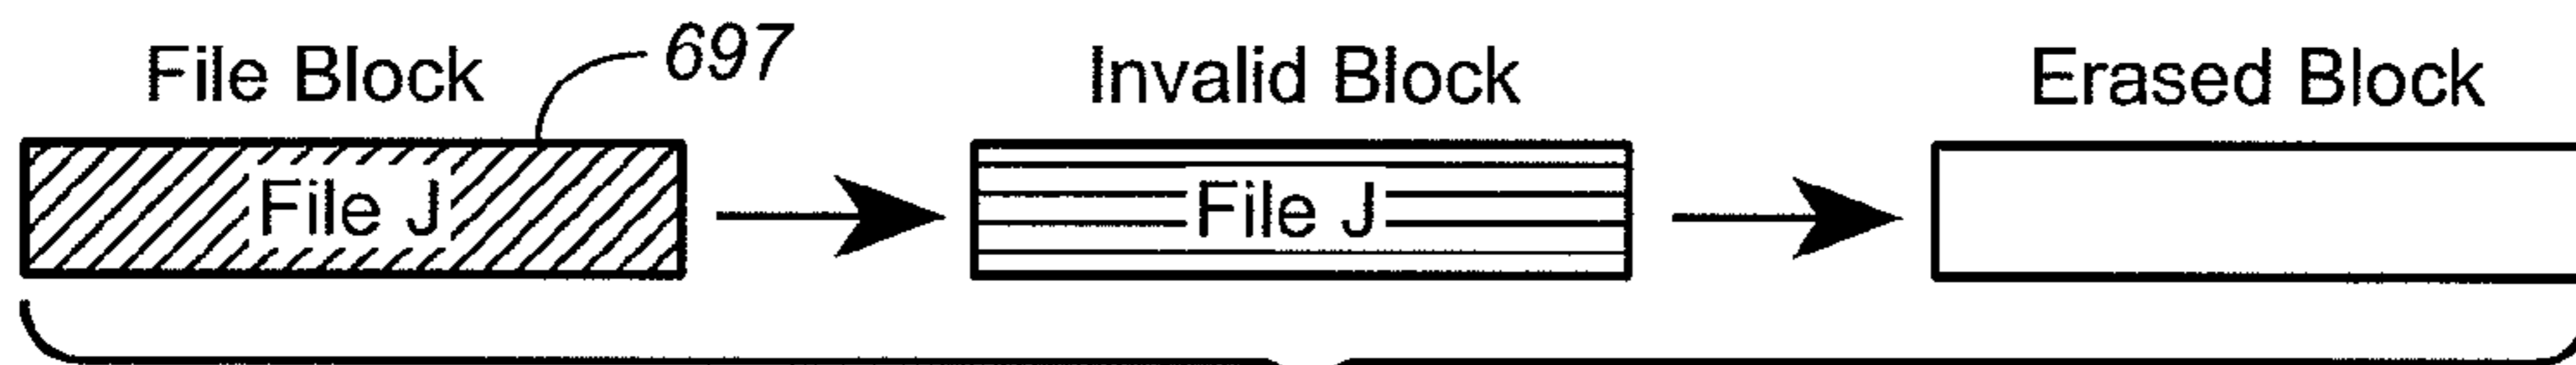 File Block 697 Invalid Block Erased Block
File J File J